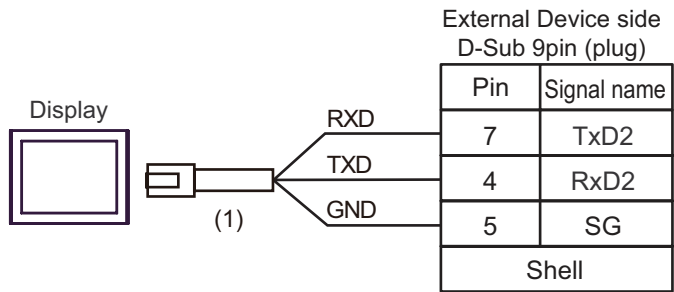 External Device side
D-Sub 9pin (plug)
Pin Signal name
Display
RXD 7 TxD2
TXD 4 RxD2
(1)
GND 5 SG
Shell